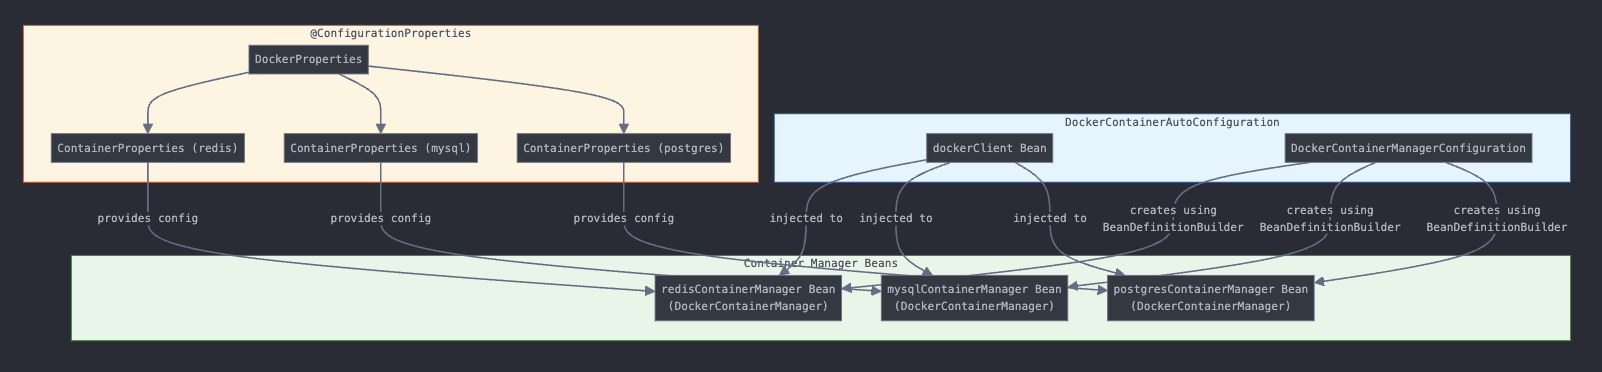 @ConfigurationProperties
DockerProperties
DockerContainerAutoConfiguration
ContainerProperties (redis)
ContainerProperties (mysql)
ContainerProperties (postgres)
dockerClient Bean
DockerContainerManagerConfiguration
provides config
provides config
provides config
injected to
injected to
injected to
creates using
BeanDefinitionBuilder
creates using
BeanDefinitionBuilder
creates using
BeanDefinitionBuilder
Container Manager Beans
redisContainerManager Bean
(DockerContainerManager)
mysqlContainerManager Bean
(DockerContainerManager)
postgresContainerManager Bean
(DockerContainerManager)